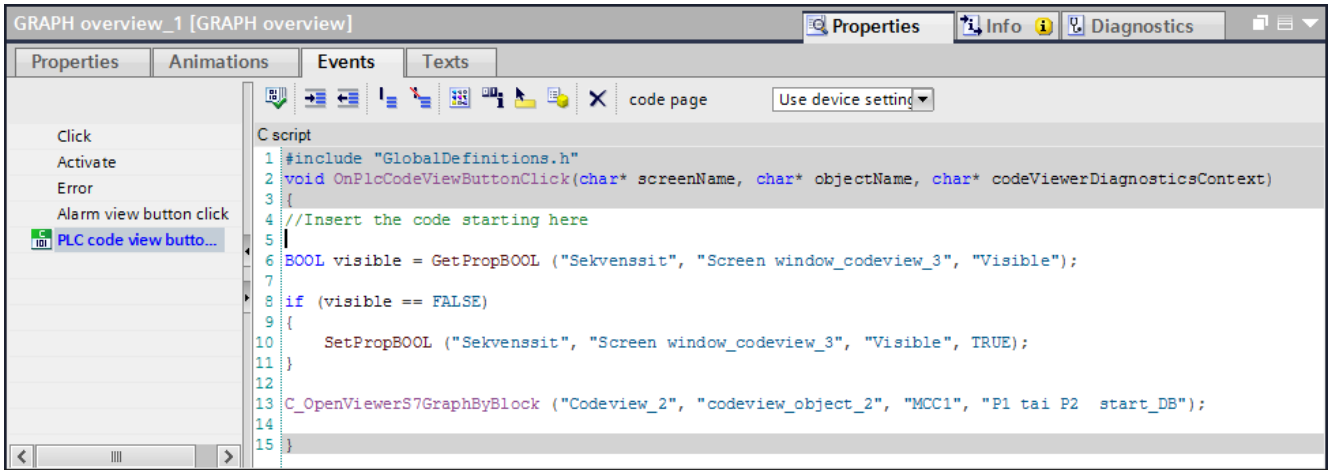 GRAPH overview_1 [GRAPH overview]
Properties Info Diagnostics
Properties Animations Events Texts
code page Use device setting
Click
Activate
Error
Alarm view button click
PLC code view butto...
C script
1 #include "GlobalDefinitions.h"
2 void OnPlcCodeViewButtonClick(char* screenName, char* objectName, char* codeViewerDiagnosticsContext)
3 {
4 //Insert the code starting here
5
6 BOOL visible = GetPropBOOL ("Sekvenssit", "Screen window_codeview_3", "Visible");
7
8 if (visible == FALSE)
9 {
10 SetPropBOOL ("Sekvenssit", "Screen window_codeview_3", "Visible", TRUE);
11 }
12
13 C_OpenViewerS7GraphByBlock ("Codeview_2", "codeview_object_2", "MCC1", "P1 tai P2  start_DB");
14
15 }